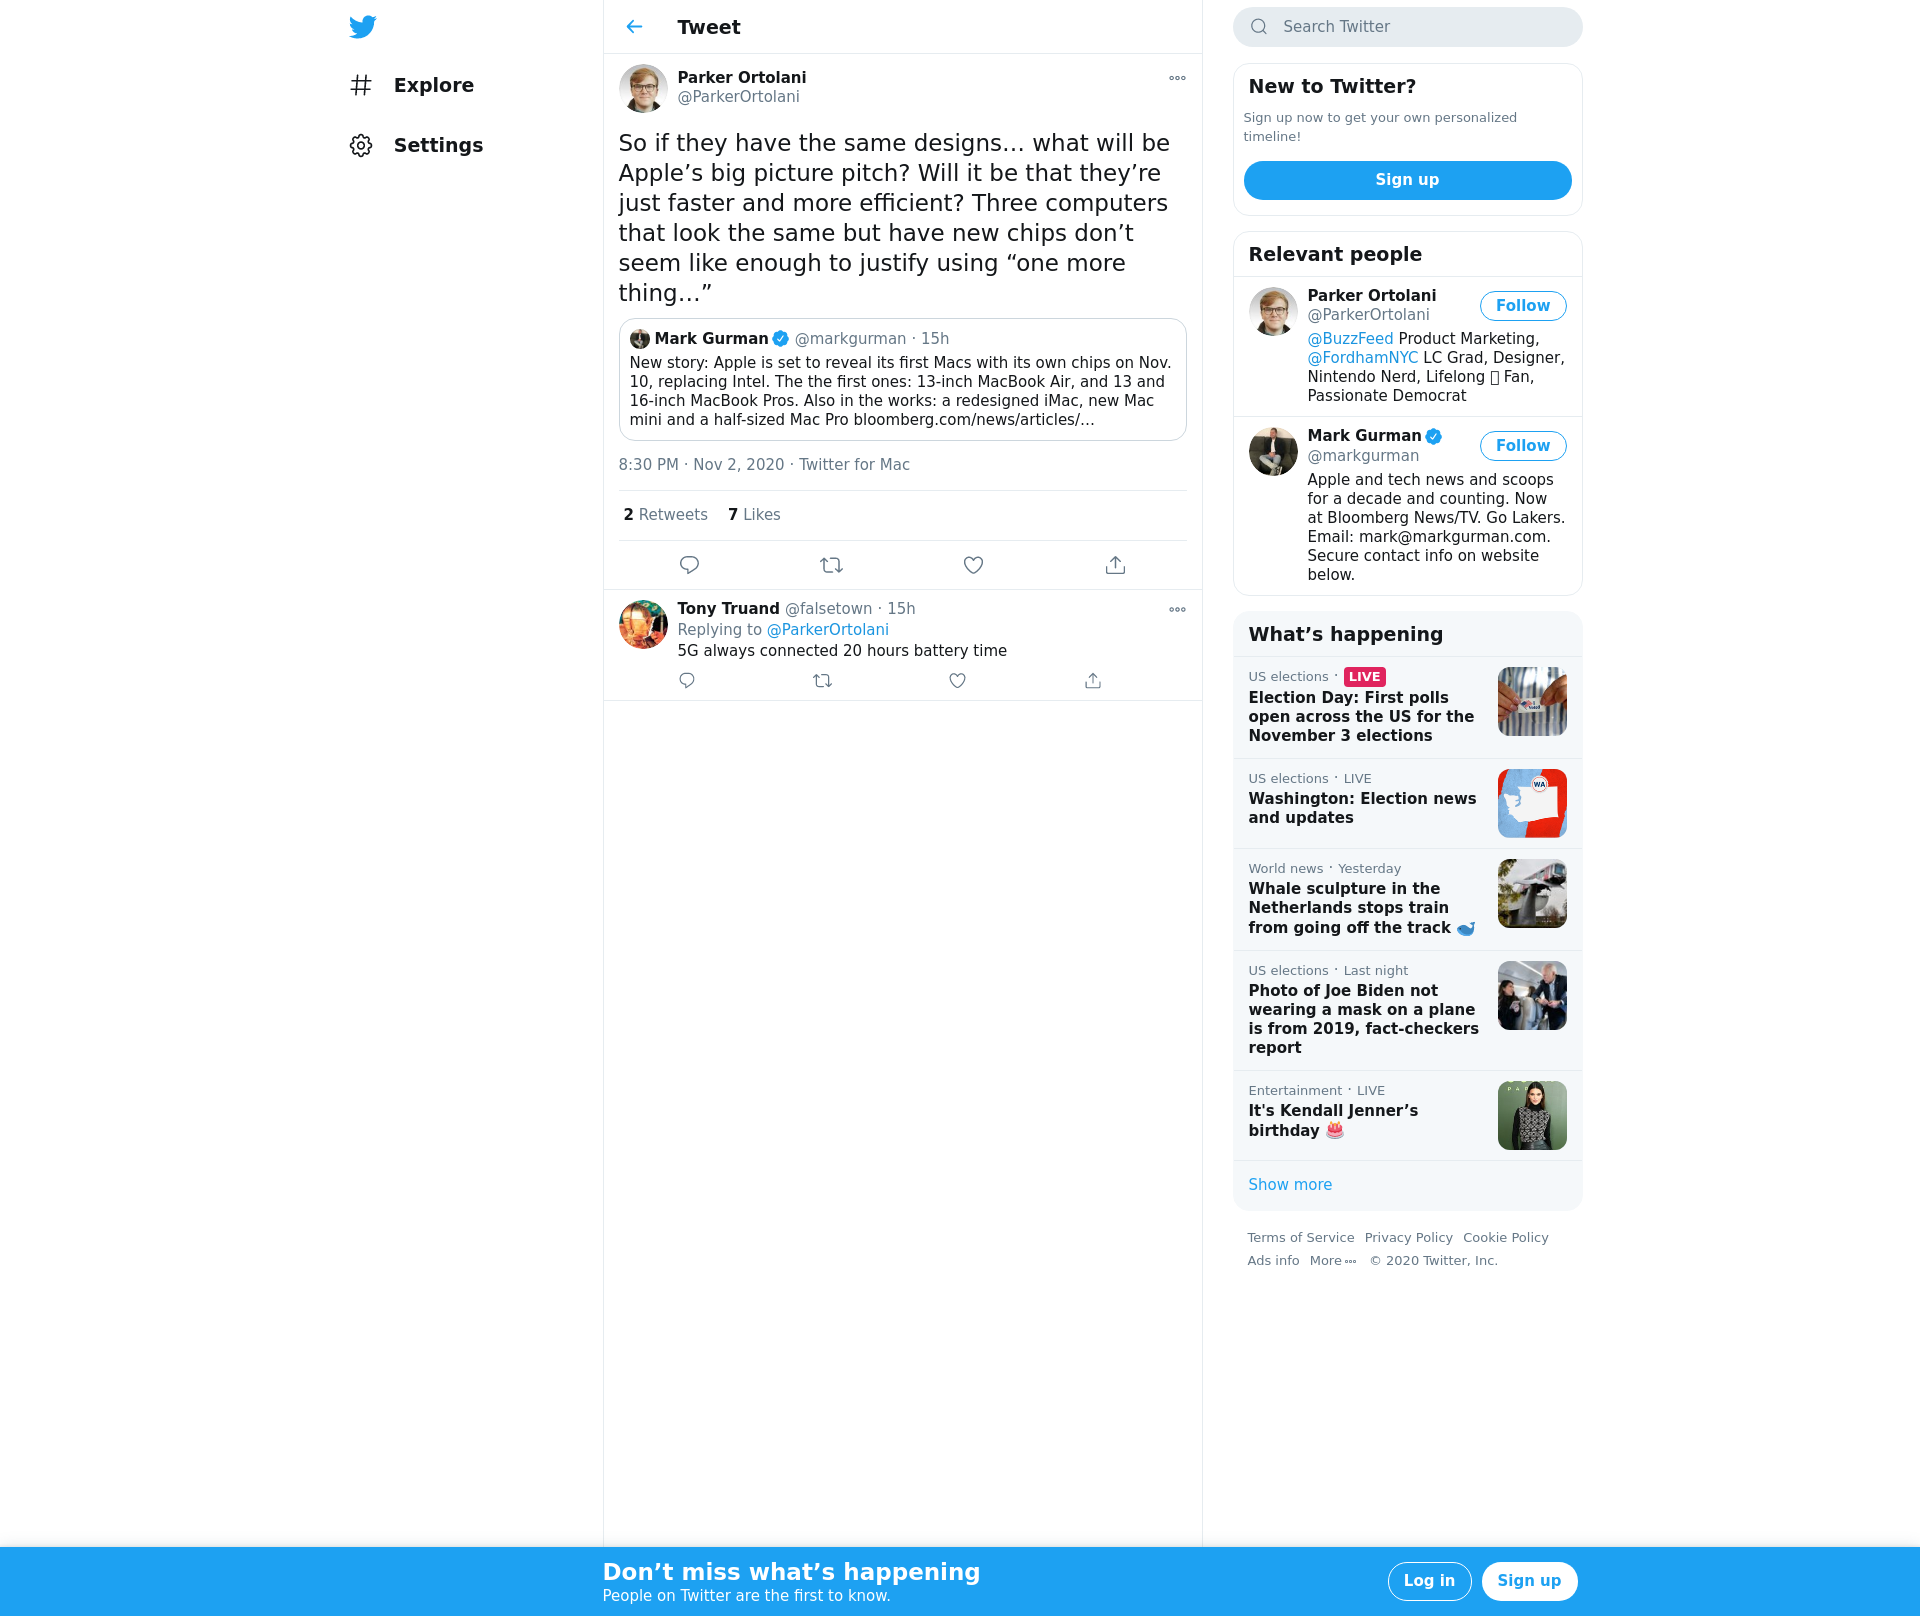 Explore
Settings
Tweet
Parker Ortolani
@ParkerOrtolani
So if they have the same designs… what will be
Apple’s big picture pitch? Will it be that they’re
just faster and more efficient? Three computers
that look the same but have new chips don’t
seem like enough to justify using “one more
thing…”
Mark Gurman @markgurman · 15h
New story: Apple is set to reveal its first Macs with its own chips on Nov.
10, replacing Intel. The the first ones: 13-inch MacBook Air, and 13 and
16-inch MacBook Pros. Also in the works: a redesigned iMac, new Mac
mini and a half-sized Mac Pro bloomberg.com/news/articles/…
8:30 PM · Nov 2, 2020 · Twitter for Mac
2 Retweets 7 Likes
Tony Truand @falsetown · 15h
Replying to @ParkerOrtolani
5G always connected 20 hours battery time
Search Twitter
New to Twitter?
Sign up now to get your own personalized
timeline!
Sign up
Relevant people
Parker Ortolani
@ParkerOrtolani
Follow
@BuzzFeed Product Marketing,
@FordhamNYC LC Grad, Designer,
Nintendo Nerd, Lifelong  Fan,
Passionate Democrat
Mark Gurman
@markgurman
Follow
Apple and tech news and scoops
for a decade and counting. Now
at Bloomberg News/TV. Go Lakers.
Email: mark@markgurman.com.
Secure contact info on website
below.
What’s happening
US elections · LIVE
Election Day: First polls
open across the US for the
November 3 elections
US elections · LIVE
Washington: Election news
and updates
WA
World news · Yesterday
Whale sculpture in the
Netherlands stops train
from going off the track 🐋
US elections · Last night
Photo of Joe Biden not
wearing a mask on a plane
is from 2019, fact-checkers
report
Entertainment · LIVE
It's Kendall Jenner’s
birthday 🎂
Show more
Terms of Service Privacy Policy Cookie Policy
Ads info More © 2020 Twitter, Inc.
Don’t miss what’s happening
People on Twitter are the first to know.
Log in
Sign up